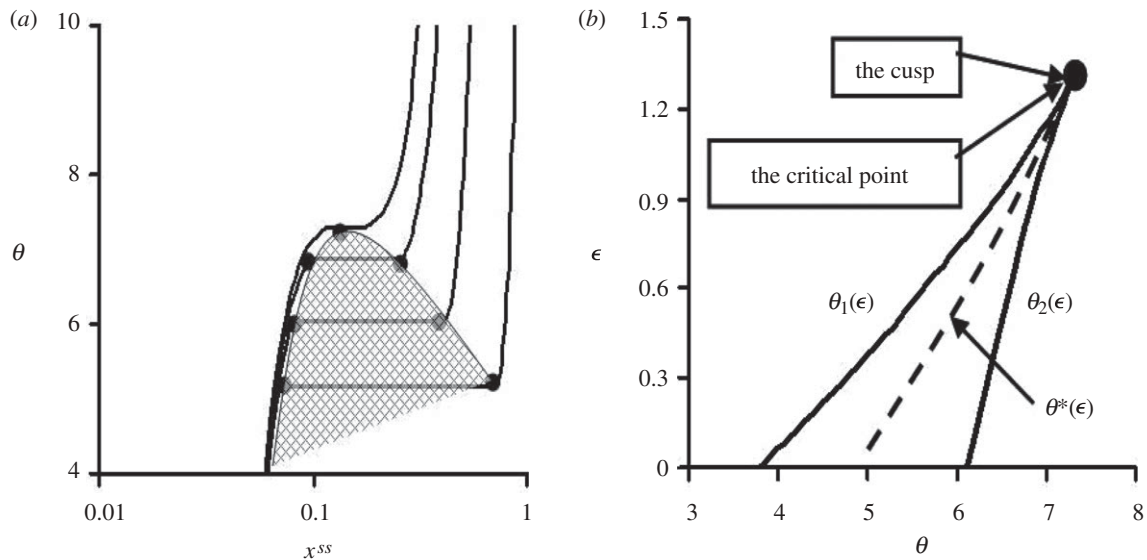 (a)
10
8
θ
6
4
0.01
0.1
1
x^{ss}
(b)
1.5
1.2
0.9
ϵ
0.6
0.3
0
the cusp
the critical point
θ₁(ϵ)
θ₂(ϵ)
θ*(ϵ)
3
4
5
6
7
8
θ